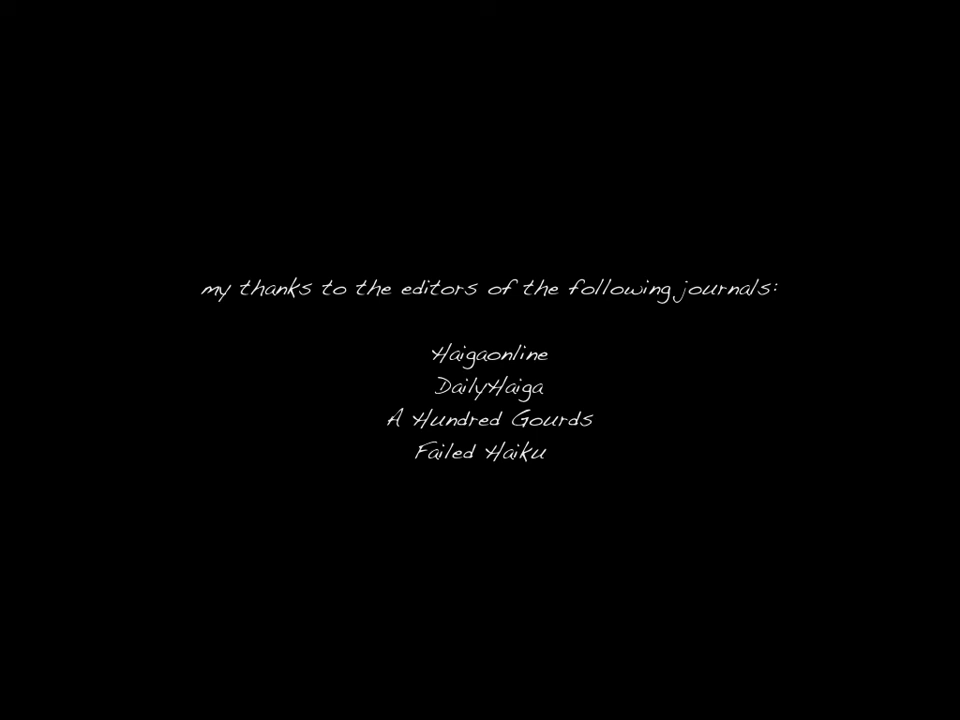 my thanks to the editors of the following journals:
Haigaonline
DailyHaiga
A Hundred Gourds
Failed Haiku